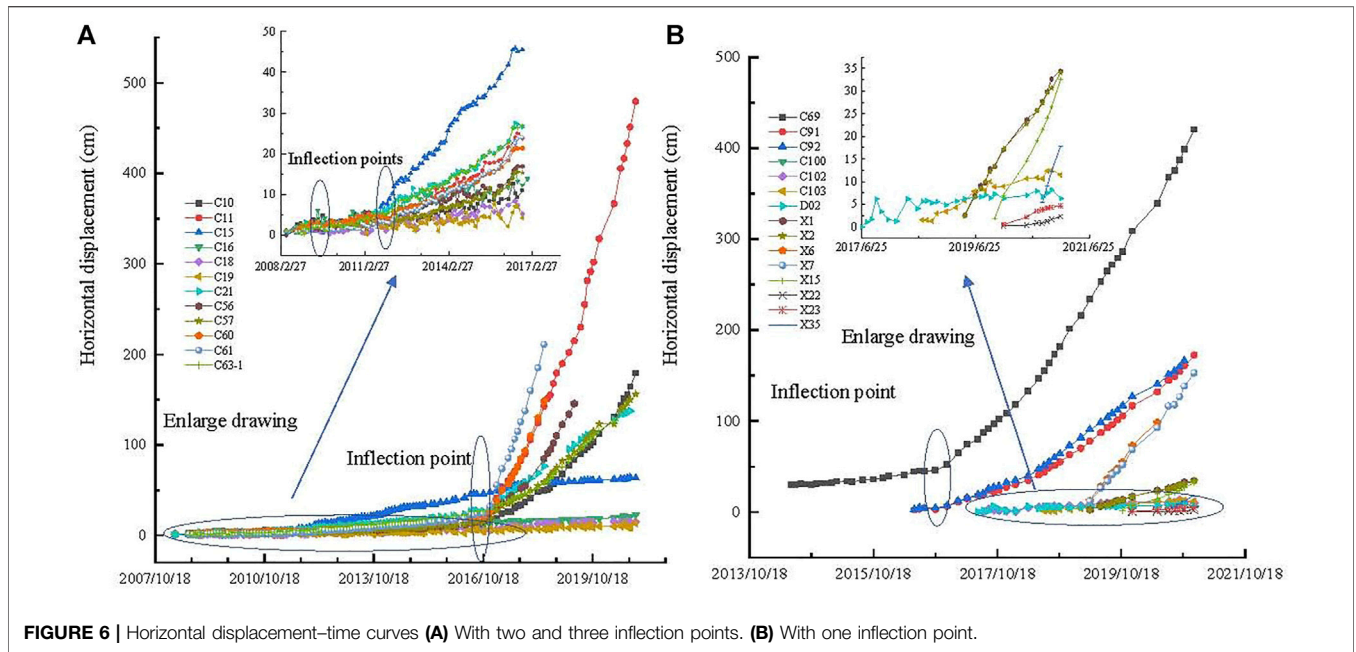 A
Horizontal displacement (cm)
500
400
300
200
100
0
2007/10/18
2010/10/18
2013/10/18
2016/10/18
2019/10/18
50
40
30
20
10
0
2008/2/27
2011/2/27
2014/2/27
2017/2/27
Inflection points
C10
C11
C15
C16
C18
C19
C21
C56
C57
C60
C61
C63-1
Enlarge drawing
Inflection point
B
Horizontal displacement (cm)
500
400
300
200
100
0
2013/10/18
2015/10/18
2017/10/18
2019/10/18
2021/10/18
35
30
25
20
15
10
5
0
2017/6/25
2019/6/25
2021/6/25
C69
C91
C92
C100
C102
C103
D02
X1
X2
X6
X7
X15
X22
X23
X35
Enlarge drawing
Inflection point
FIGURE 6 | Horizontal displacement–time curves (A) With two and three inflection points. (B) With one inflection point.